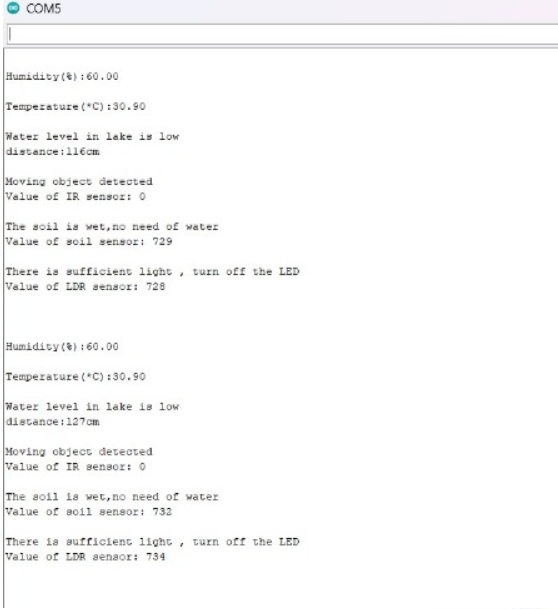 COM5
Humidity(%):60.00
Temperature(*C):30.90
Water level in lake is low
distance:116cm
Moving object detected
Value of IR sensor: 0
The soil is wet,no need of water
Value of soil sensor: 729
There is sufficient light , turn off the LED
Value of LDR sensor: 728
Humidity(%):60.00
Temperature(*C):30.90
Water level in lake is low
distance:127cm
Moving object detected
Value of IR sensor: 0
The soil is wet,no need of water
Value of soil sensor: 732
There is sufficient light , turn off the LED
Value of LDR sensor: 734